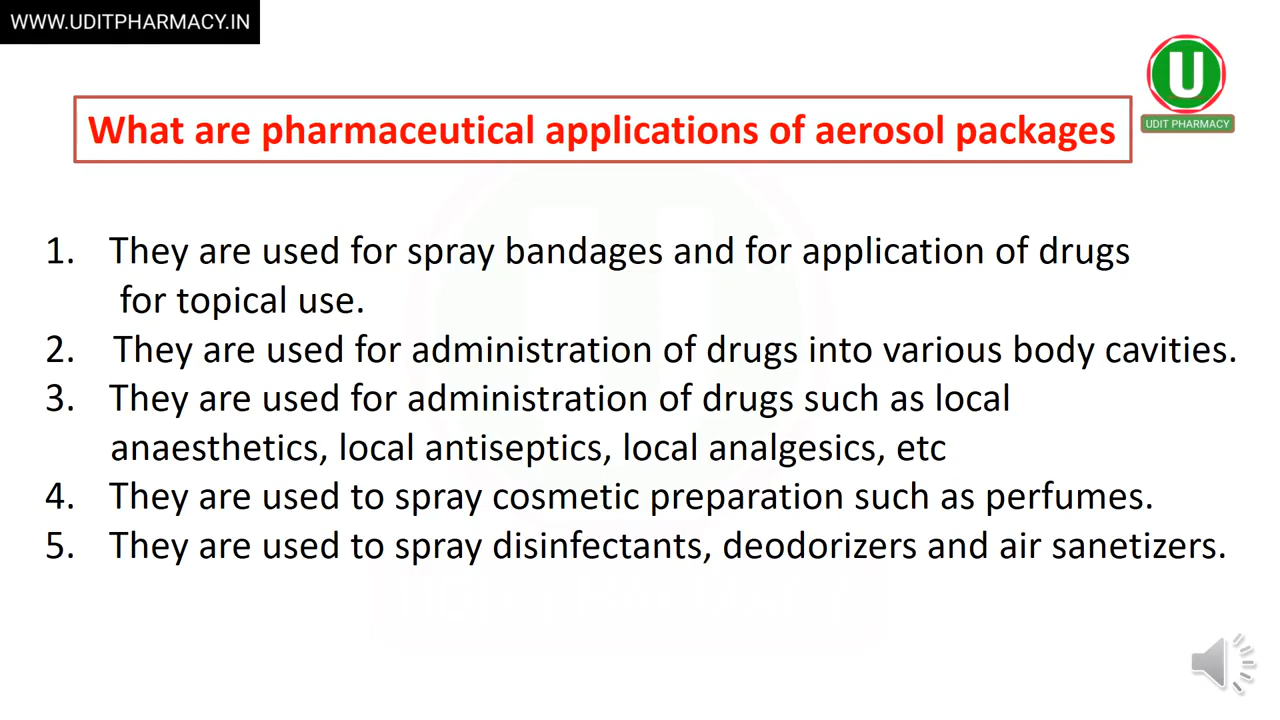 WWW.UDITPHARMACY.IN
U
UDIT PHARMACY
What are pharmaceutical applications of aerosol packages
1. They are used for spray bandages and for application of drugs
for topical use.
2. They are used for administration of drugs into various body cavities.
3. They are used for administration of drugs such as local
anaesthetics, local antiseptics, local analgesics, etc
4. They are used to spray cosmetic preparation such as perfumes.
5. They are used to spray disinfectants, deodorizers and air sanetizers.